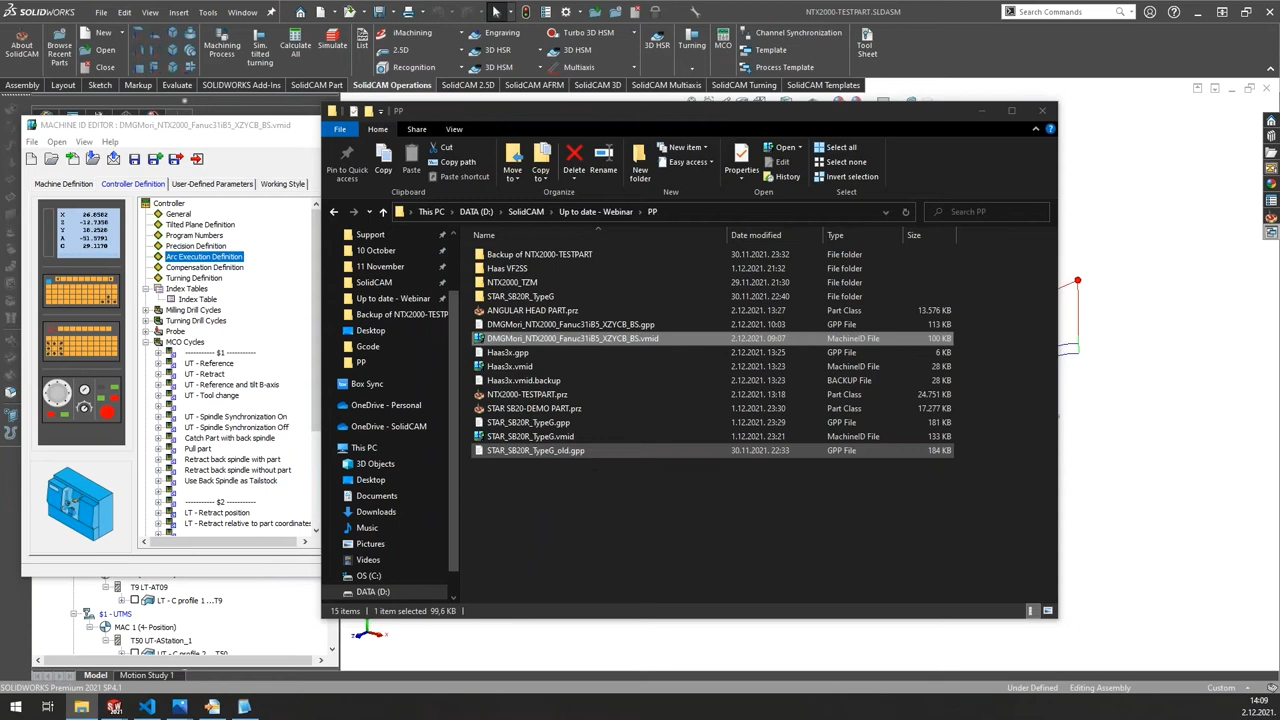 SOLIDWORKS
File
Edit
View
Insert
Tools
Window
NTX2000-TESTPART.SLDASM
Search Commands
About
SolidCAM
Browse
Recent
Parts
New
Open
Close
Machining
Process
Sim.
tilted
turning
Calculate
All
Simulate
List
iMachining
2.5D
Recognition
Engraving
3D HSR
3D HSM
Turbo 3D HSM
3D HSM
Multiaxis
3D HSR
Turning
MCO
Channel Synchronization
Template
Process Template
Tool
Sheet
Assembly
Layout
Sketch
Markup
Evaluate
SOLIDWORKS Add-Ins
SolidCAM Part
SolidCAM Operations
SolidCAM 2.5D
SolidCAM AFRM
SolidCAM 3D
SolidCAM Multiaxis
SolidCAM Turning
SolidCAM Templates
MACHINE ID EDITOR : DMGMori_NTX2000_Fanuc31iB5_XZYCB_BS.vmid
File Open View Help
Machine Definition
Controller Definition
User-Defined Parameters
Working Style
Controller
General
Tilted Plane Definition
Program Numbers
Precision Definition
Arc Execution Definition
Compensation Definition
Turning Definition
Index Tables
Index Table
Milling Drill Cycles
Turning Drill Cycles
Probe
MCO Cycles
----------- $1 -----------
UT - Reference
UT - Retract
UT - Reference and tilt B-axis
UT - Tool change
UT - Spindle Synchronization On
UT - Spindle Synchronization Off
Catch Part with back spindle
Pull part
Retract back spindle with part
Retract back spindle without part
Use Back Spindle as Tailstock
----------- $2 -----------
LT - Retract position
LT - Retract relative to part coordinates
T9 LT-AT09
LT - C profile 1 ...T9
$1 - UTMS
MAC 1 (4- Position)
T50 UT-AStation_1
UT - C profile 2 ... T50
Model
Motion Study 1
PP
File
Home
Share
View
Pin to Quick
access
Copy
Paste
Cut
Copy path
Paste shortcut
Clipboard
Move
to
Copy
to
Delete
Rename
Organize
New
folder
New item
Easy access
New
Properties
Open
Edit
History
Open
Select all
Select none
Invert selection
Select
This PC > DATA (D:) > SolidCAM > Up to date - Webinar > PP
Search PP
Name
Date modified
Type
Size
Support
10 October
11 November
SolidCAM
Up to date - Webinar
Backup of NTX2000-TESTP
Desktop
Gcode
PP
Box Sync
OneDrive - Personal
OneDrive - SolidCAM
This PC
3D Objects
Desktop
Documents
Downloads
Music
Pictures
Videos
OS (C:)
DATA (D:)
Backup of NTX2000-TESTPART 30.11.2021. 23:32 File folder
Haas VF2SS 1.12.2021. 21:32 File folder
NTX2000_TZM 29.11.2021. 21:30 File folder
STAR_SB20R_TypeG 30.11.2021. 22:40 File folder
ANGULAR HEAD PART.prz 2.12.2021. 13:27 Part Class 13.576 KB
DMGMori_NTX2000_Fanuc31iB5_XZYCB_BS.gpp 2.12.2021. 10:03 GPP File 113 KB
DMGMori_NTX2000_Fanuc31iB5_XZYCB_BS.vmid 2.12.2021. 09:07 MachineID File 100 KB
Haas3x.gpp 2.12.2021. 13:25 GPP File 6 KB
Haas3x.vmid 2.12.2021. 13:23 MachineID File 28 KB
Haas3x.vmid.backup 2.12.2021. 13:23 BACKUP File 28 KB
NTX2000-TESTPART.prz 2.12.2021. 13:18 Part Class 24.751 KB
STAR SB20-DEMO PART.prz 1.12.2021. 23:30 Part Class 17.277 KB
STAR_SB20R_TypeG.gpp 1.12.2021. 23:29 GPP File 181 KB
STAR_SB20R_TypeG.vmid 1.12.2021. 23:21 MachineID File 133 KB
STAR_SB20R_TypeG_old.gpp 30.11.2021. 22:33 GPP File 184 KB
15 items
1 item selected 99,6 KB
SOLIDWORKS Premium 2021 SP4.1
Under Defined
Editing Assembly
Custom
14:09
2.12.2021.